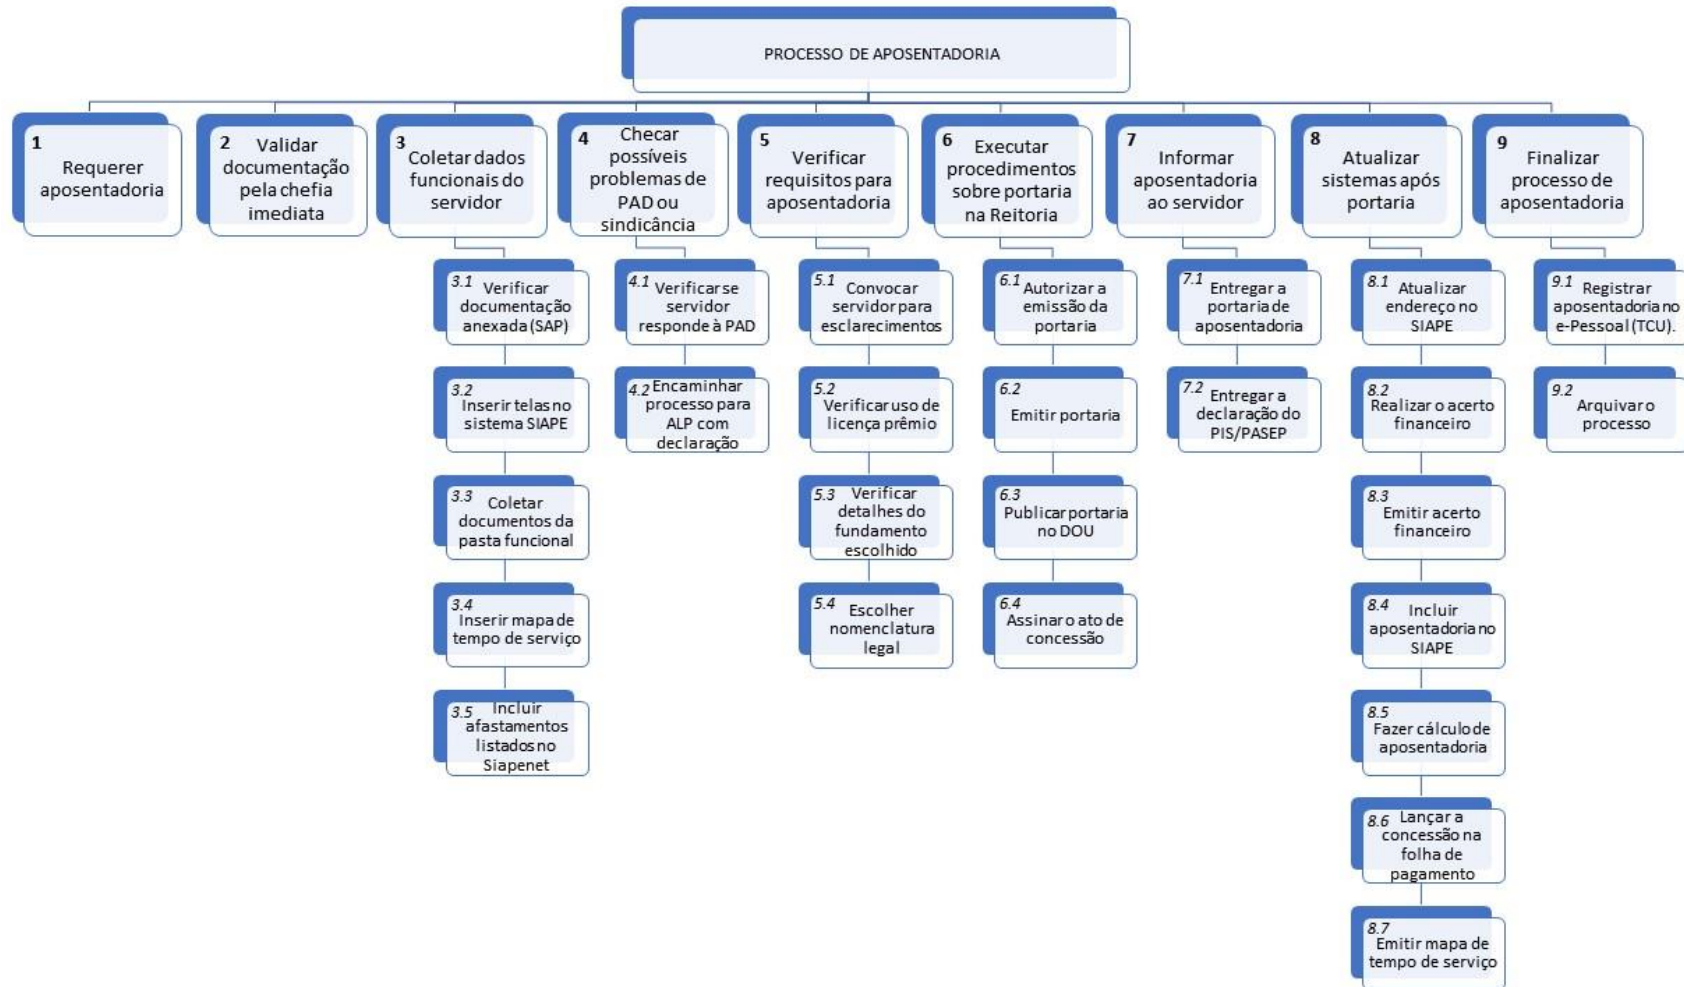 PROCESSO DE APOSENTADORIA
1
Requerer
aposentadoria
2
Validar
documentação
pela chefia
imediata
3
Coletar dados
funcionais do
servidor
4
Checar
possíveis
problemas de
PAD ou
sindicância
5
Verificar
requisitos para
aposentadoria
6
Executar
procedimentos
sobre portaria
na Reitoria
7
Informar
aposentadoria
ao servidor
8
Atualizar
sistemas após
portaria
9
Finalizar
processo de
aposentadoria
3.1
Verificar
documentação
anexada (SAP)
3.2
Inserir telas no
sistema SIAPE
3.3
Coletar
documentos da
pasta funcional
3.4
Inserir mapa de
tempo de serviço
3.5
Incluir
afastamentos
listados no
Siapenet
4.1
Verificar se
servidor
responde à PAD
4.2
Encaminhar
processo para
ALP com
declaração
5.1
Convocar
servidor para
esclarecimentos
5.2
Verificar uso de
licença prêmio
5.3
Verificar
detalhes do
fundamento
escolhido
5.4
Escolher
nomenclatura
legal
6.1
Autorizar a
emissão da
portaria
6.2
Emitir portaria
6.3
Publicar portaria
no DOU
6.4
Assinar o ato de
concessão
7.1
Entregar a
portaria de
aposentadoria
7.2
Entregar a
declaração do
PIS/PASEP
8.1
Atualizar
endereço no
SIAPE
8.2
Realizar o acerto
financeiro
8.3
Emitir acerto
financeiro
8.4
Incluir
aposentadoria no
SIAPE
8.5
Fazer cálculo de
aposentadoria
8.6
Lançar a
concessão na
folha de
pagamento
8.7
Emitir mapa de
tempo de serviço
9.1
Registrar
aposentadoria no
e-Pessoal (TCU).
9.2
Arquivar o
processo